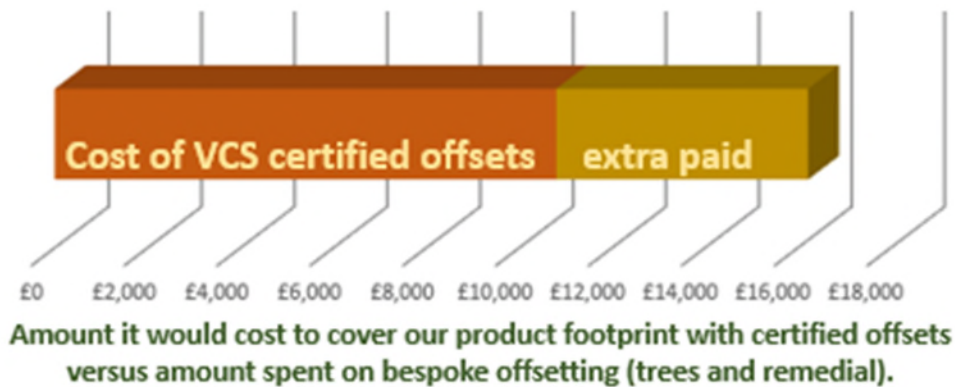 Cost of VCS certified offsets extra paid
£0 £2,000 £4,000 £6,000 £8,000 £10,000 £12,000 £14,000 £16,000 £18,000
Amount it would cost to cover our product footprint with certified offsets
versus amount spent on bespoke offsetting (trees and remedial).